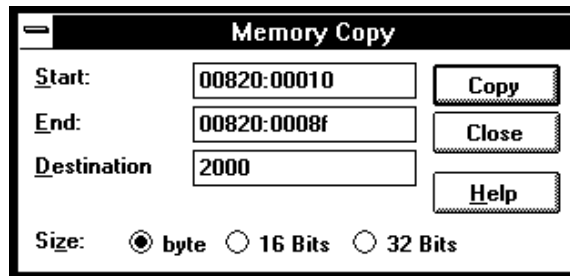 Memory Copy
Start: 00820:00010 Copy
End: 00820:0008f Close
Destination 2000
Help
Size: byte 16 Bits 32 Bits